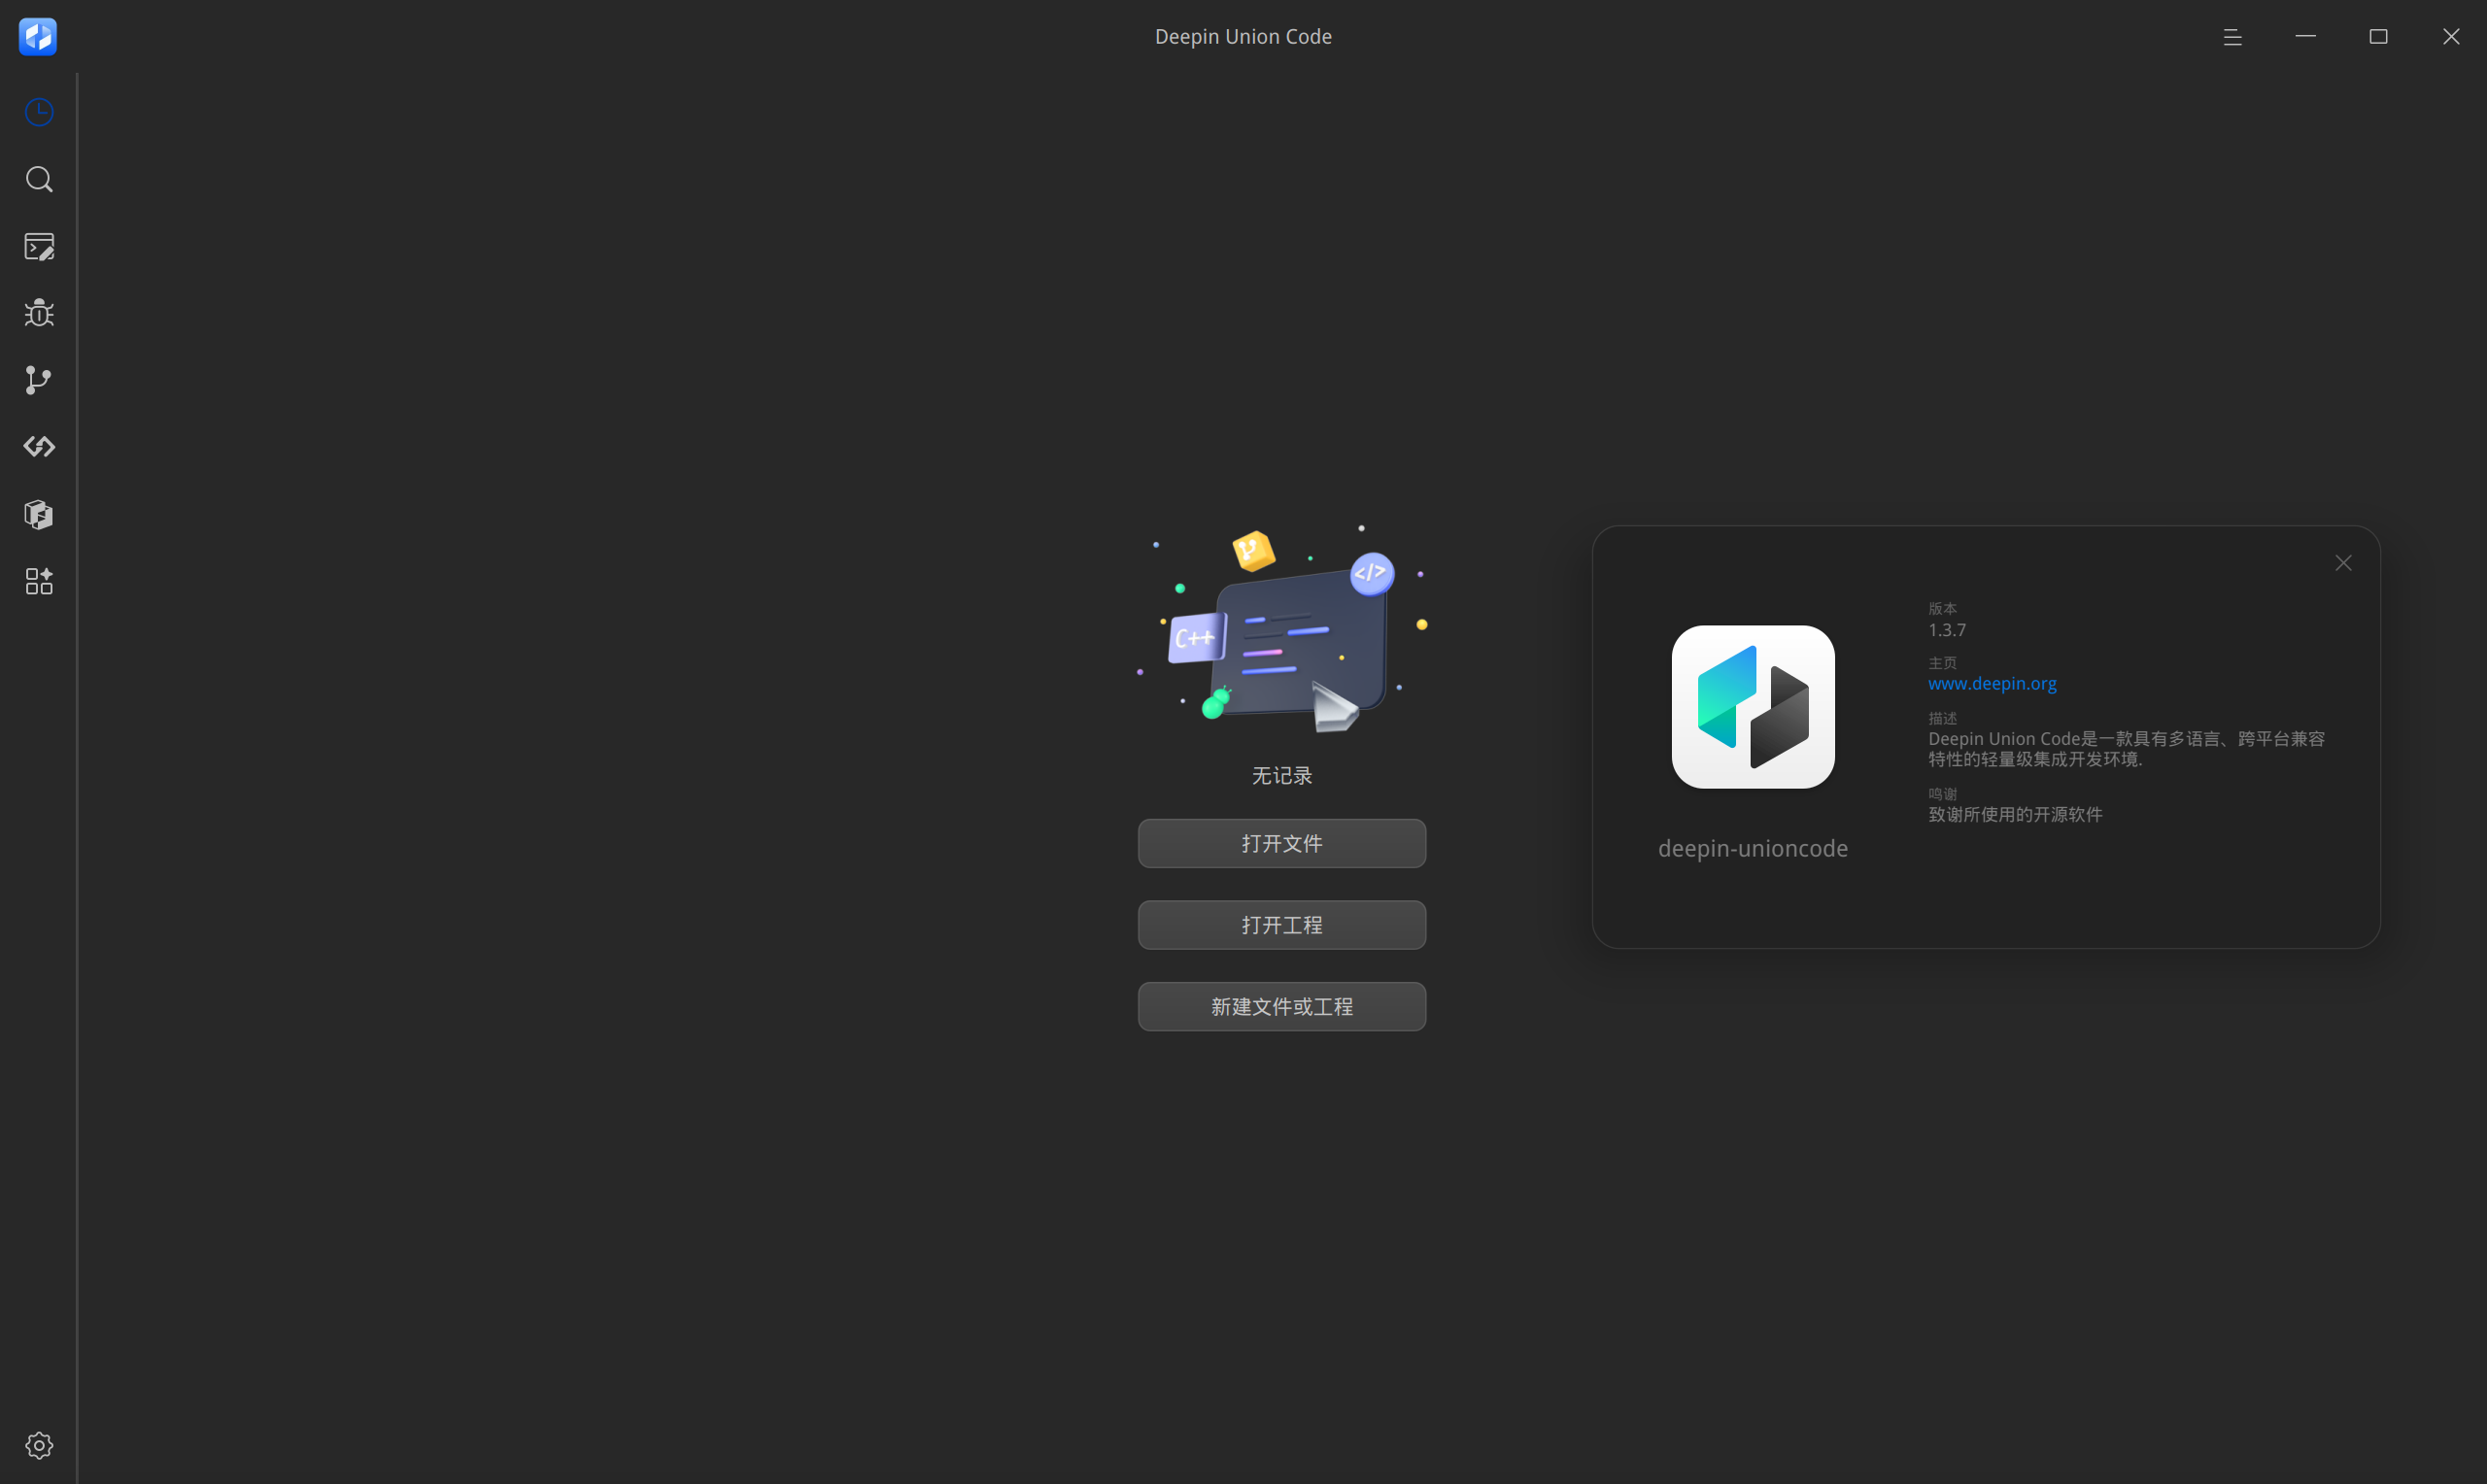 Deepin Union Code
C++
</>
无记录
打开文件
打开工程
新建文件或工程
deepin-unioncode
版本
1.3.7
主页
www.deepin.org
描述
Deepin Union Code是一款具有多语言、跨平台兼容
特性的轻量级集成开发环境.
鸣谢
致谢所使用的开源软件